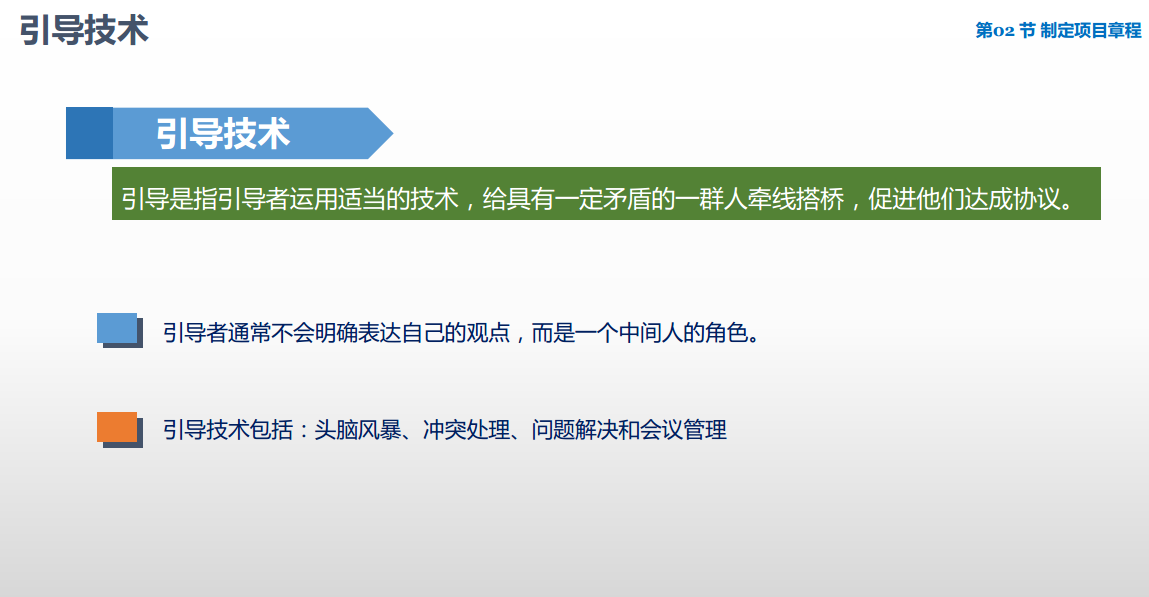 引导技术
第02 节 制定项目章程
引导技术
引导是指引导者运用适当的技术，给具有一定矛盾的一群人牵线搭桥，促进他们达成协议。
引导者通常不会明确表达自己的观点，而是一个中间人的角色。
引导技术包括：头脑风暴、冲突处理、问题解决和会议管理